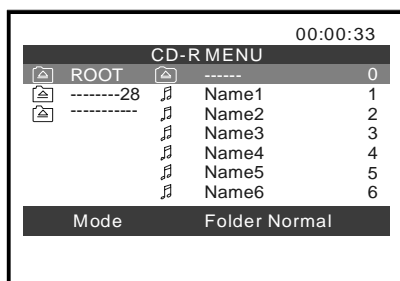 00:00:33
CD-R MENU
ROOT ------ 0
--------28 Name1 1
----------- Name2 2
Name3 3
Name4 4
Name5 5
Name6 6
Mode Folder Normal